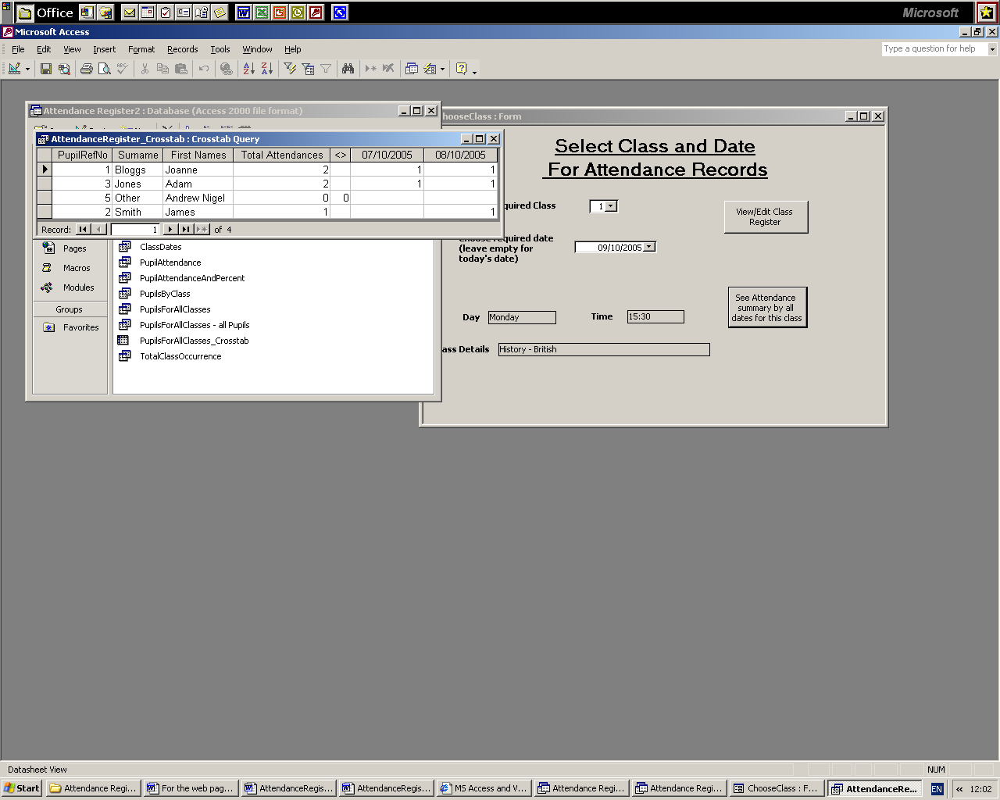 Office
Microsoft
Microsoft Access
File Edit View Insert Format Records Tools Window Help
Type a question for help
Attendance Register2 : Database (Access 2000 file format)
AttendanceRegister_Crosstab : Crosstab Query
PupilRefNo Surname First Names Total Attendances <> 07/10/2005 08/10/2005
1 Bloggs Joanne 2 1 1
3 Jones Adam 2 1 1
5 Other Andrew Nigel 0 0
2 Smith James 1 1
Record: 1 of 4
Pages
Macros
Modules
Groups
Favorites
ClassDates
PupilAttendance
PupilAttendanceAndPercent
PupilsByClass
PupilsForAllClasses
PupilsForAllClasses - all Pupils
PupilsForAllClasses_Crosstab
TotalClassOccurrence
hooseClass : Form
Select Class and Date
For Attendance Records
quired Class 1
View/Edit Class
Register
required date
(leave empty for
today's date)
09/10/2005
See Attendance
summary by all
dates for this class
Day Monday Time 15:30
ass Details History - British
Datasheet View
NUM
Start Attendance Regi... For the web pag... AttendanceRegis... AttendanceRegis... MS Access and V... Attendance Regi... Attendance Regi... ChooseClass : F... AttendanceRe... EN « 12:02